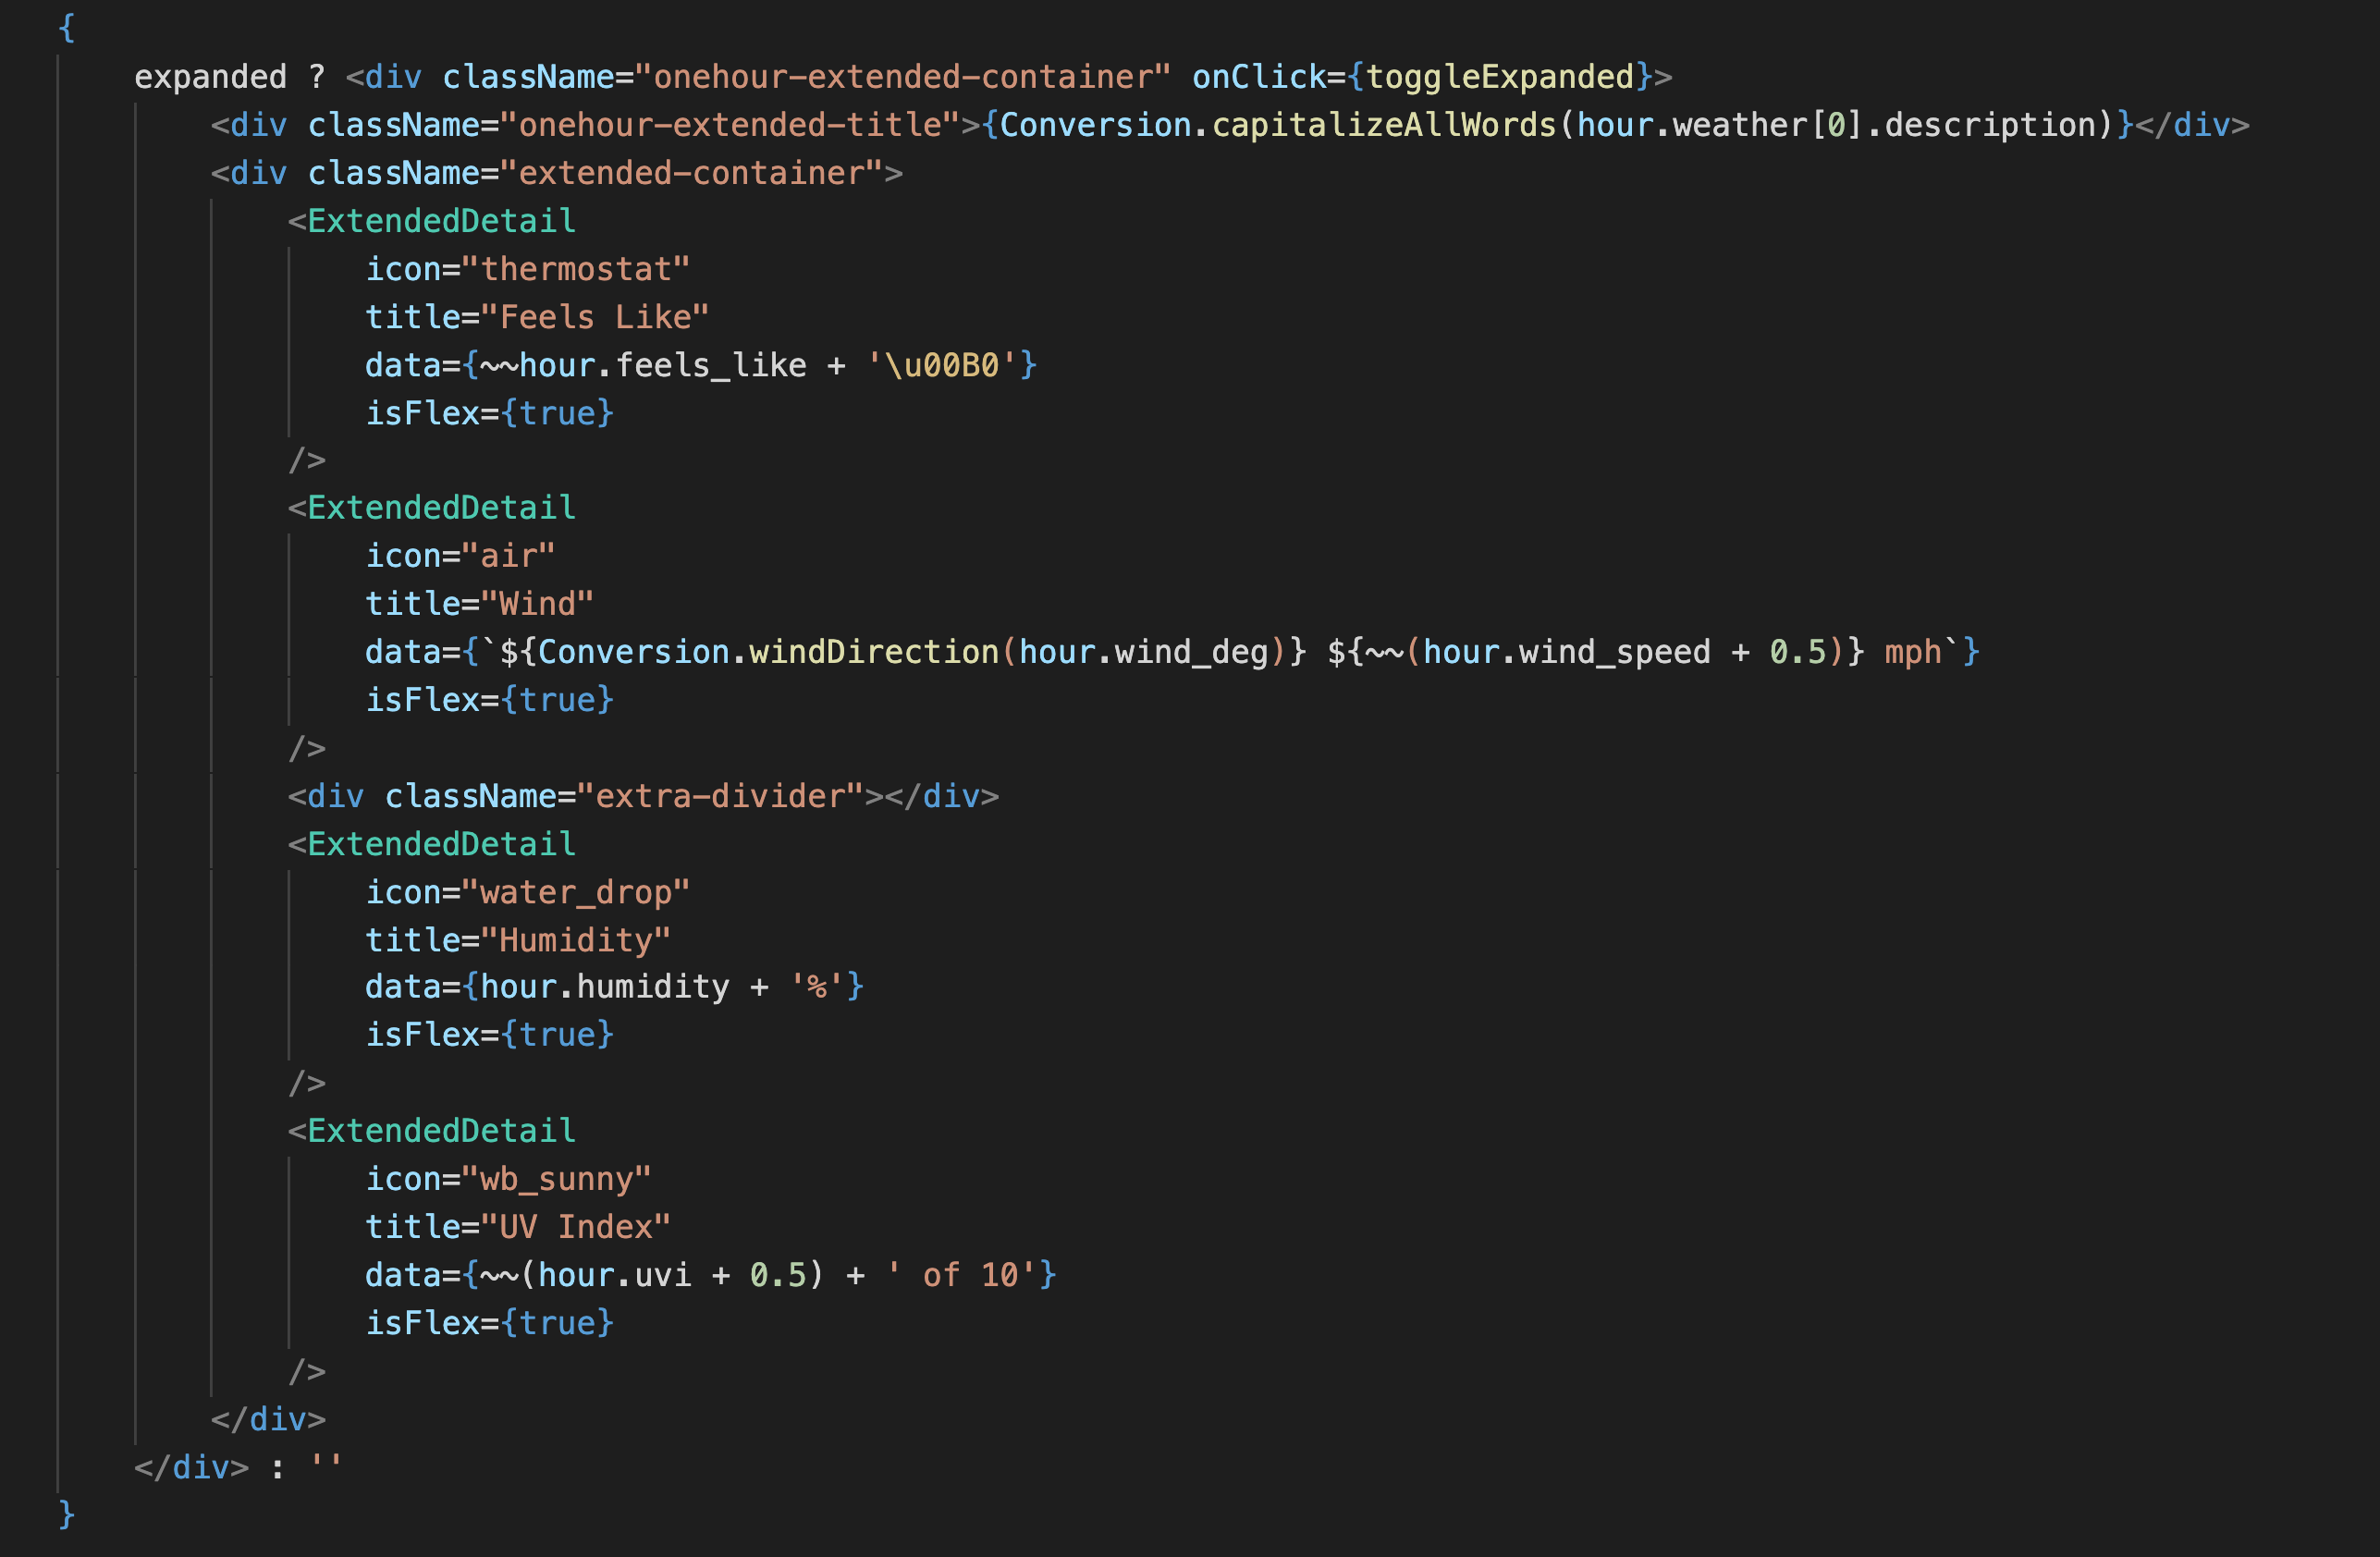 {
expanded ? <div className="onehour-extended-container" onClick={toggleExpanded}>
<div className="onehour-extended-title">{Conversion.capitalizeAllWords(hour.weather[0].description)}</div>
<div className="extended-container">
<ExtendedDetail
icon="thermostat"
title="Feels Like"
data={~~hour.feels_like + '\u00B0'}
isFlex={true}
/>
<ExtendedDetail
icon="air"
title="Wind"
data={`${Conversion.windDirection(hour.wind_deg)} ${~~(hour.wind_speed + 0.5)} mph`}
isFlex={true}
/>
<div className="extra-divider"></div>
<ExtendedDetail
icon="water_drop"
title="Humidity"
data={hour.humidity + '%'}
isFlex={true}
/>
<ExtendedDetail
icon="wb_sunny"
title="UV Index"
data={~~(hour.uvi + 0.5) + ' of 10'}
isFlex={true}
/>
</div>
</div> : ''
}